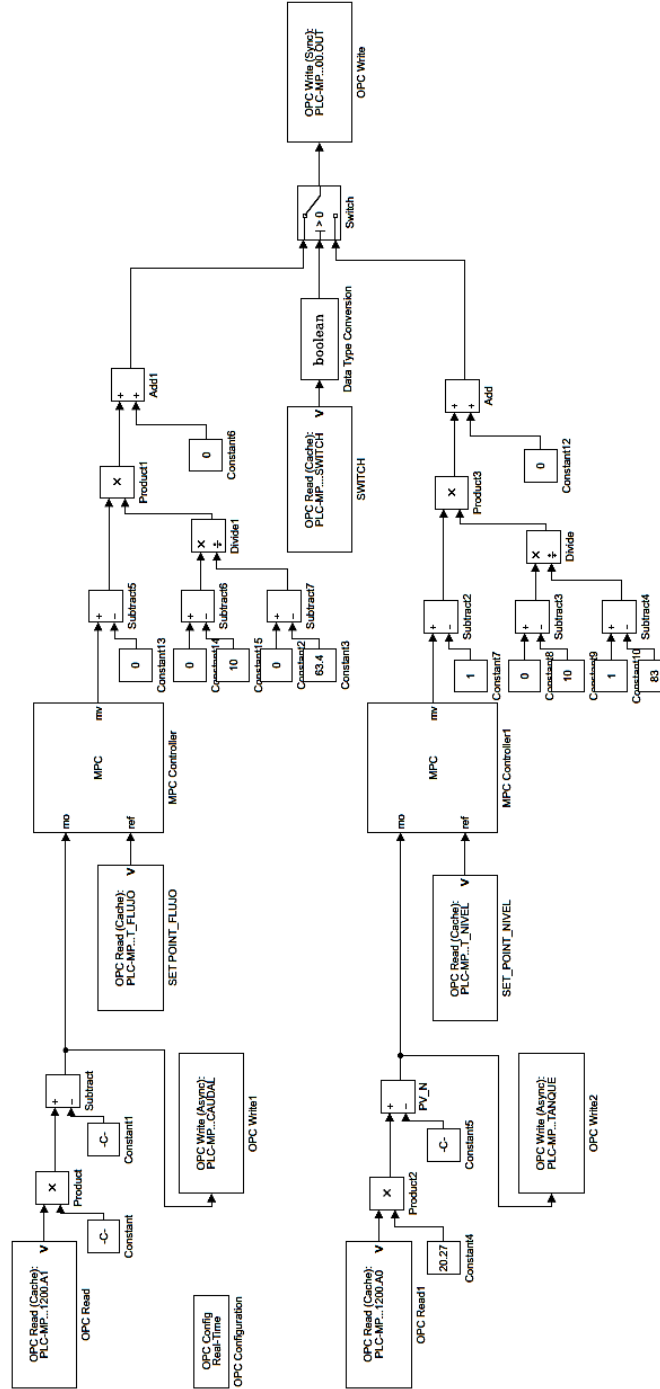 OPC Read (Cache):
PLC-MP...1200.A1
V
OPC Read
-C-
Constant
×
Product
-C-
Constant1
+
−
Subtract
OPC Write (Async):
PLC-MP...CAUDAL
OPC Write1
OPC Read (Cache):
PLC-MP...T_FLUJO
V
SET POINT_FLUJO
mo
ref
MPC
mv
MPC Controller
0
Constant13
+
−
Subtract5
0
Constant14
10
Constant15
+
−
Subtract6
0
Constant2
63.4
Constant3
+
−
Subtract7
×
÷
Divide1
×
Product1
0
Constant6
+
+
Add1
OPC Config
Real-Time
OPC Configuration
OPC Read (Cache):
PLC-MP....SWITCH
V
SWITCH
boolean
Data Type Conversion
> 0
Switch
OPC Write (Sync):
PLC-MP...00.OUT
OPC Write
OPC Read (Cache):
PLC-MP...1200.A0
V
OPC Read1
20.27
Constant4
×
Product2
-C-
Constant5
+
−
PV_N
OPC Write (Async):
PLC-MP...TANQUE
OPC Write2
OPC Read (Cache):
PLC-MP...T_NIVEL
V
SET_POINT_NIVEL
mo
ref
MPC
mv
MPC Controller1
1
Constant7
+
−
Subtract2
0
Constant8
10
Constant9
+
−
Subtract3
1
Constant10
83
+
−
Subtract4
×
÷
Divide
×
Product3
0
Constant12
+
+
Add